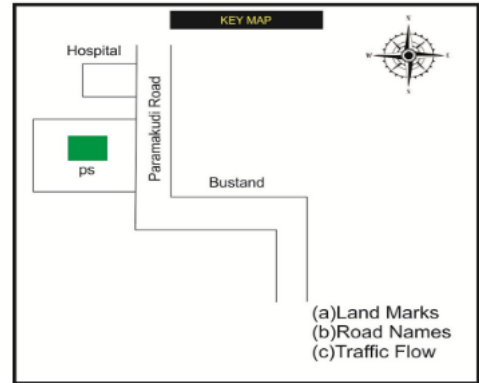 KEY MAP
Hospital
N
W
E
S
Paramakudi Road
ps
Bustand
(a)Land Marks
(b)Road Names
(c)Traffic Flow